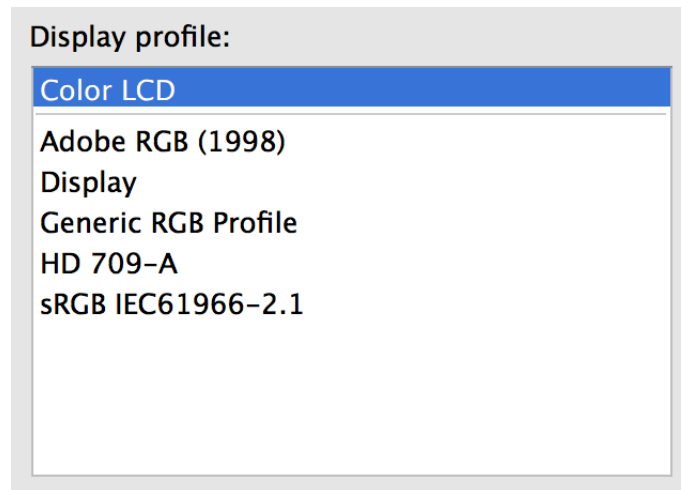 Display profile:
Color LCD
Adobe RGB (1998)
Display
Generic RGB Profile
HD 709-A
sRGB IEC61966-2.1